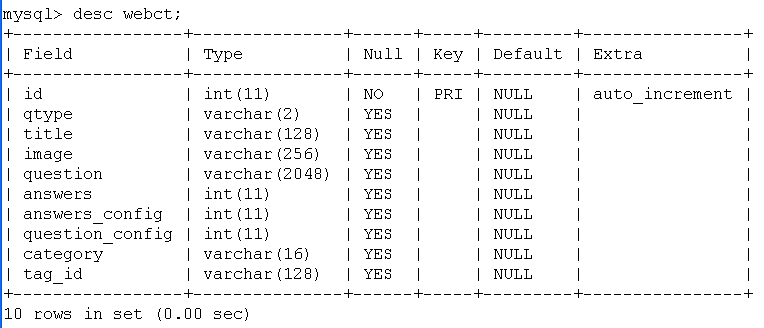 mysql> desc webct;
+-----------------+---------------+------+-----+---------+----------------+
| Field           | Type          | Null | Key | Default | Extra          |
+-----------------+---------------+------+-----+---------+----------------+
| id              | int(11)       | NO   | PRI | NULL    | auto_increment |
| qtype           | varchar(2)    | YES  |     | NULL    |                |
| title           | varchar(128)  | YES  |     | NULL    |                |
| image           | varchar(256)  | YES  |     | NULL    |                |
| question        | varchar(2048) | YES  |     | NULL    |                |
| answers         | int(11)       | YES  |     | NULL    |                |
| answers_config  | int(11)       | YES  |     | NULL    |                |
| question_config | int(11)       | YES  |     | NULL    |                |
| category        | varchar(16)   | YES  |     | NULL    |                |
| tag_id          | varchar(128)  | YES  |     | NULL    |                |
+-----------------+---------------+------+-----+---------+----------------+
10 rows in set (0.00 sec)